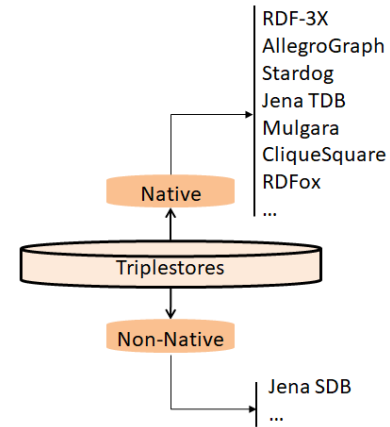 RDF-3X
AllegroGraph
Stardog
Jena TDB
Mulgara
CliqueSquare
RDFox
...
Native
Triplestores
Non-Native
Jena SDB
...